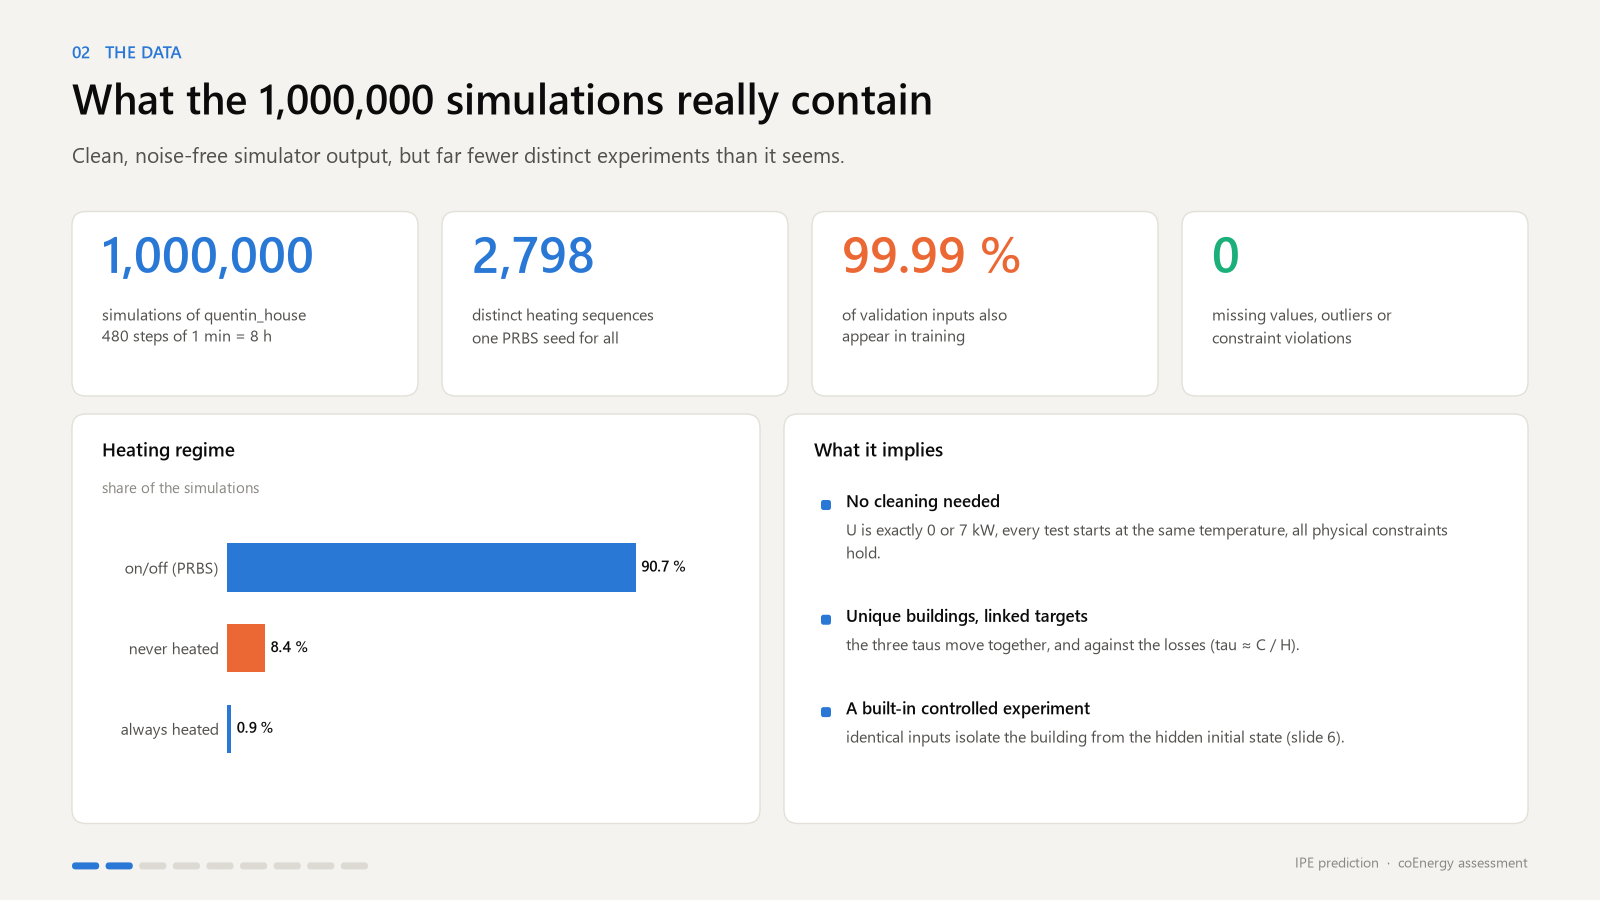 02 THE DATA
What the 1,000,000 simulations really contain
Clean, noise-free simulator output, but far fewer distinct experiments than it seems.
1,000,000
simulations of quentin_house
480 steps of 1 min = 8 h
2,798
distinct heating sequences
one PRBS seed for all
99.99 %
of validation inputs also
appear in training
0
missing values, outliers or
constraint violations
Heating regime
share of the simulations
on/off (PRBS)
90.7 %
never heated
8.4 %
always heated
0.9 %
What it implies
No cleaning needed
U is exactly 0 or 7 kW, every test starts at the same temperature, all physical constraints
hold.
Unique buildings, linked targets
the three taus move together, and against the losses (tau ≈ C / H).
A built-in controlled experiment
identical inputs isolate the building from the hidden initial state (slide 6).
IPE prediction · coEnergy assessment